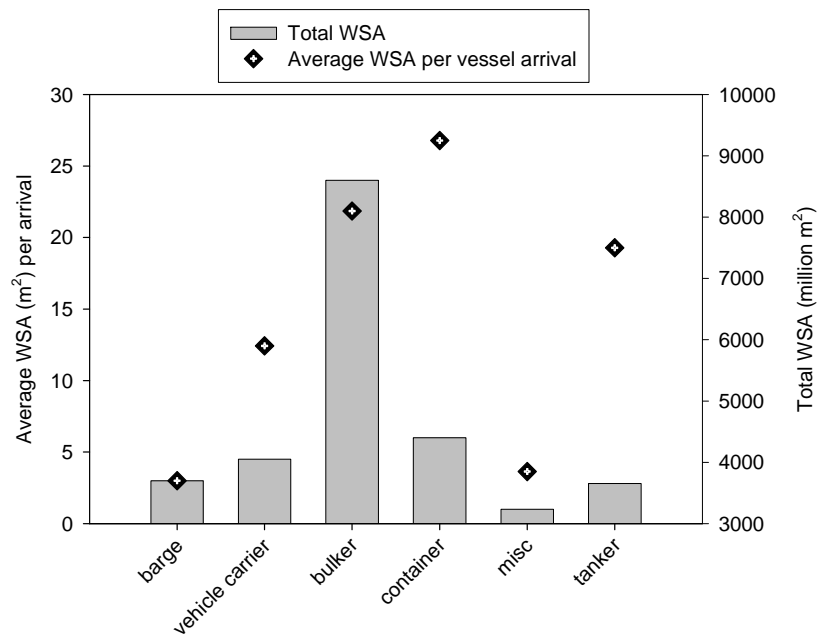 Total WSA
Average WSA per vessel arrival
30
25
20
15
10
5
0
Average WSA (m²) per arrival
10000
9000
8000
7000
6000
5000
4000
3000
Total WSA (million m²)
barge
vehicle carrier
bulker
container
misc
tanker